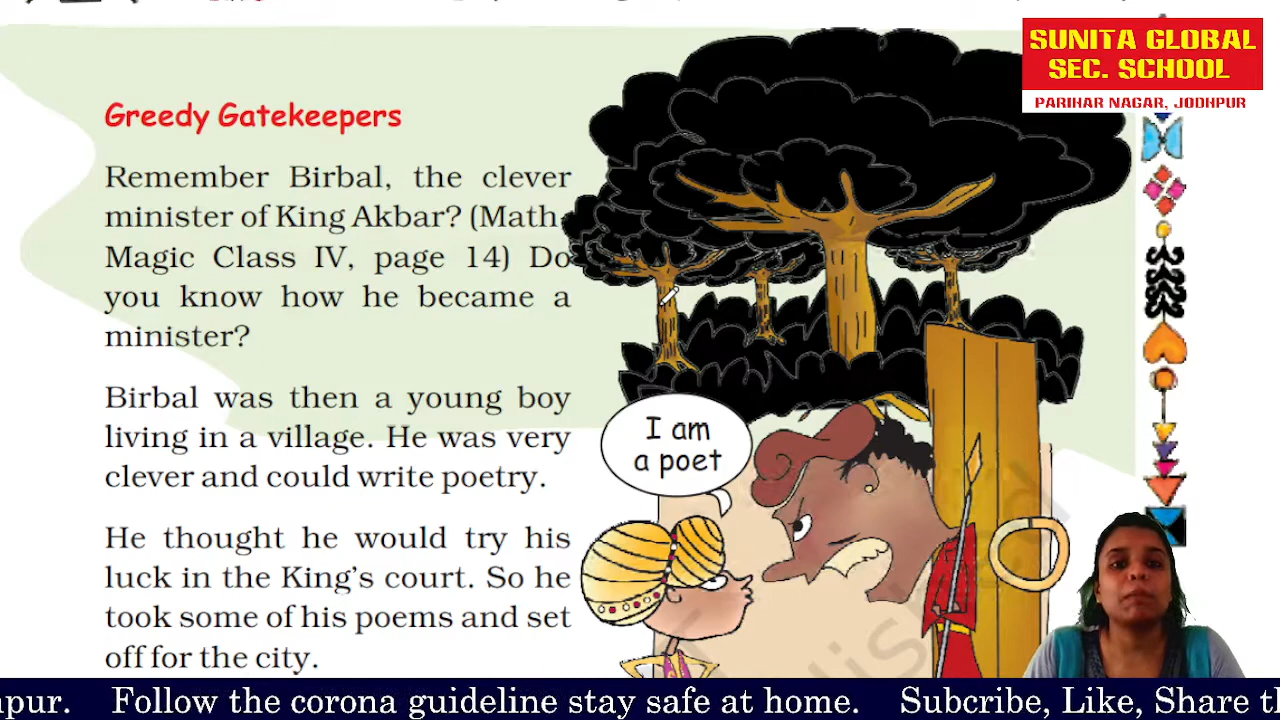 SUNITA GLOBAL
SEC. SCHOOL
PARIHAR NAGAR, JODHPUR
Greedy Gatekeepers
Remember Birbal, the clever
minister of King Akbar? (Math-
Magic Class IV, page 14) Do
you know how he became a
minister?
Birbal was then a young boy
living in a village. He was very
clever and could write poetry.
He thought he would try his
luck in the King's court. So he
took some of his poems and set
off for the city.
I am
a poet
Follow the corona guideline stay safe at home. Subcribe, Like, Share